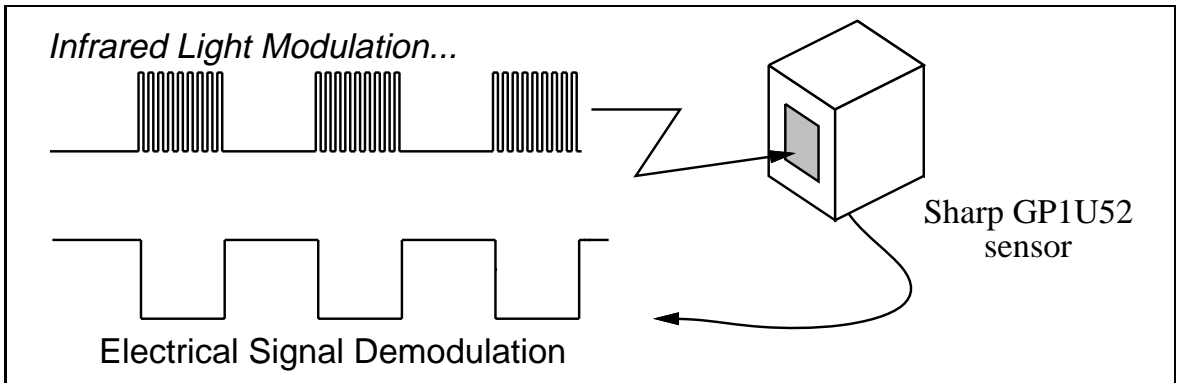 Infrared Light Modulation...
Sharp GP1U52
sensor
Electrical Signal Demodulation